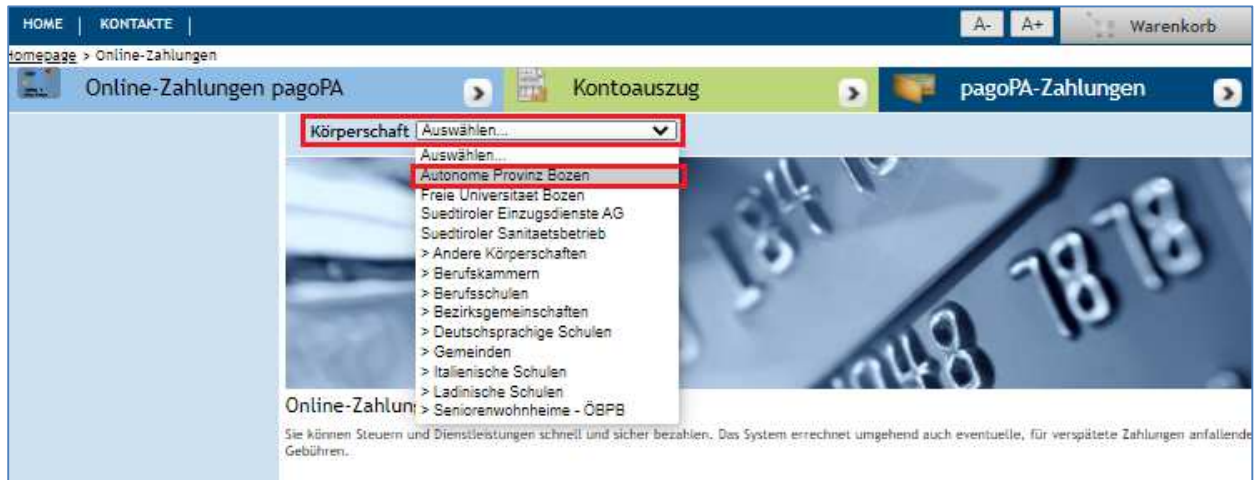 HOME | KONTAKTE |
A- A+ Warenkorb
Homepage > Online-Zahlungen
Online-Zahlungen pagoPA
Kontoauszug
pagoPA-Zahlungen
Körperschaft Auswählen...
Auswählen...
Autonome Provinz Bozen
Freie Universitaet Bozen
Suedtiroler Einzugsdienste AG
Suedtiroler Sanitaetsbetrieb
> Andere Körperschaften
> Berufskammern
> Berufsschulen
> Bezirksgemeinschaften
> Deutschsprachige Schulen
> Gemeinden
> Italienische Schulen
> Ladinische Schulen
> Seniorenwohnheime - ÖBPB
184
7878
1048
Online-Zahlun
Sie können Steuern und Dienstleistungen schnell und sicher bezahlen. Das System errechnet umgehend auch eventuelle, für verspätete Zahlungen anfallende
Gebühren.